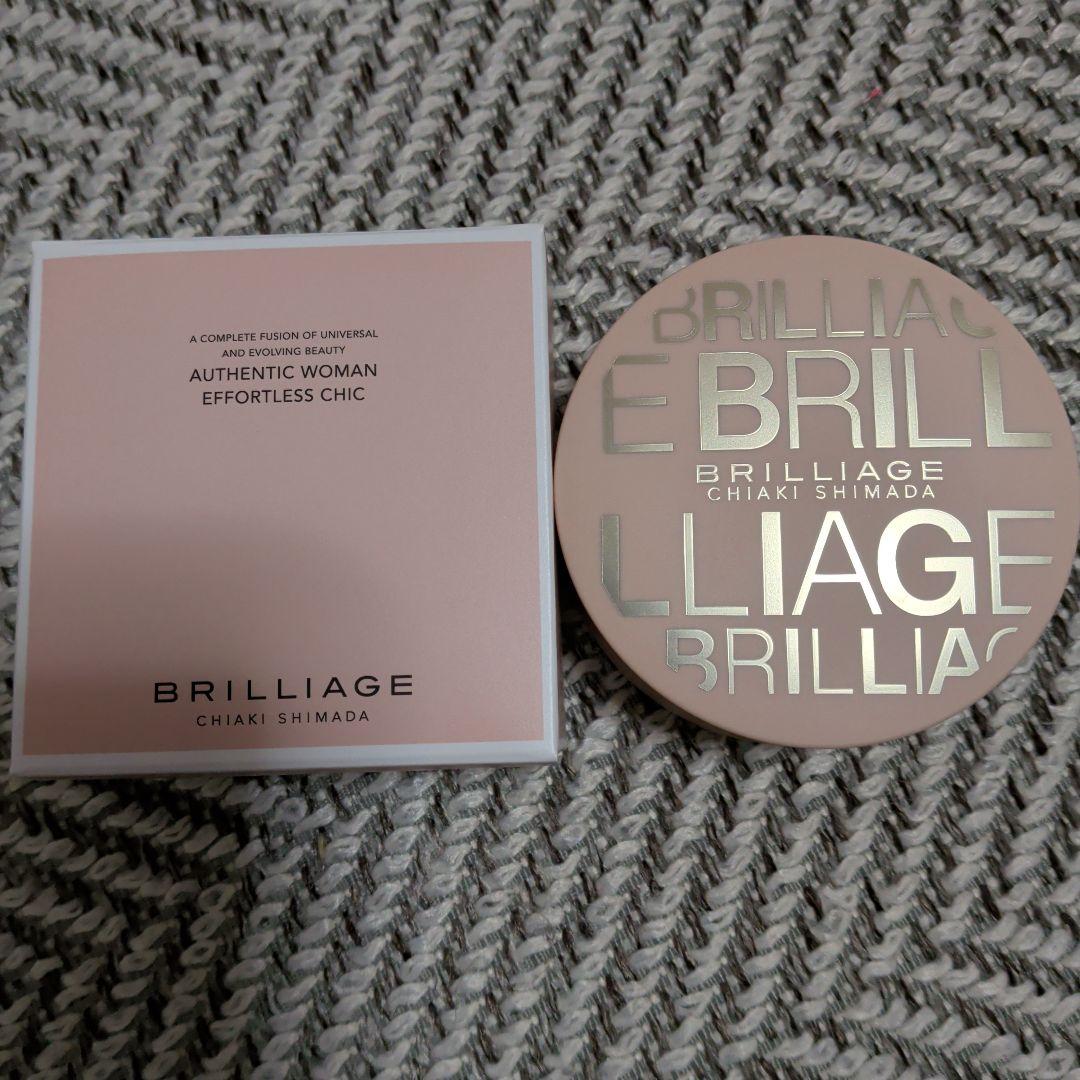 A COMPLETE FUSION OF UNIVERSAL
AND EVOLVING BEAUTY
AUTHENTIC WOMAN
EFFORTLESS CHIC
BRILLIAGE
CHIAKI SHIMADA
BRILLIAG
E BRILL
BRILLIAGE
CHIAKI SHIMADA
LLIAGE
BRILLIAG